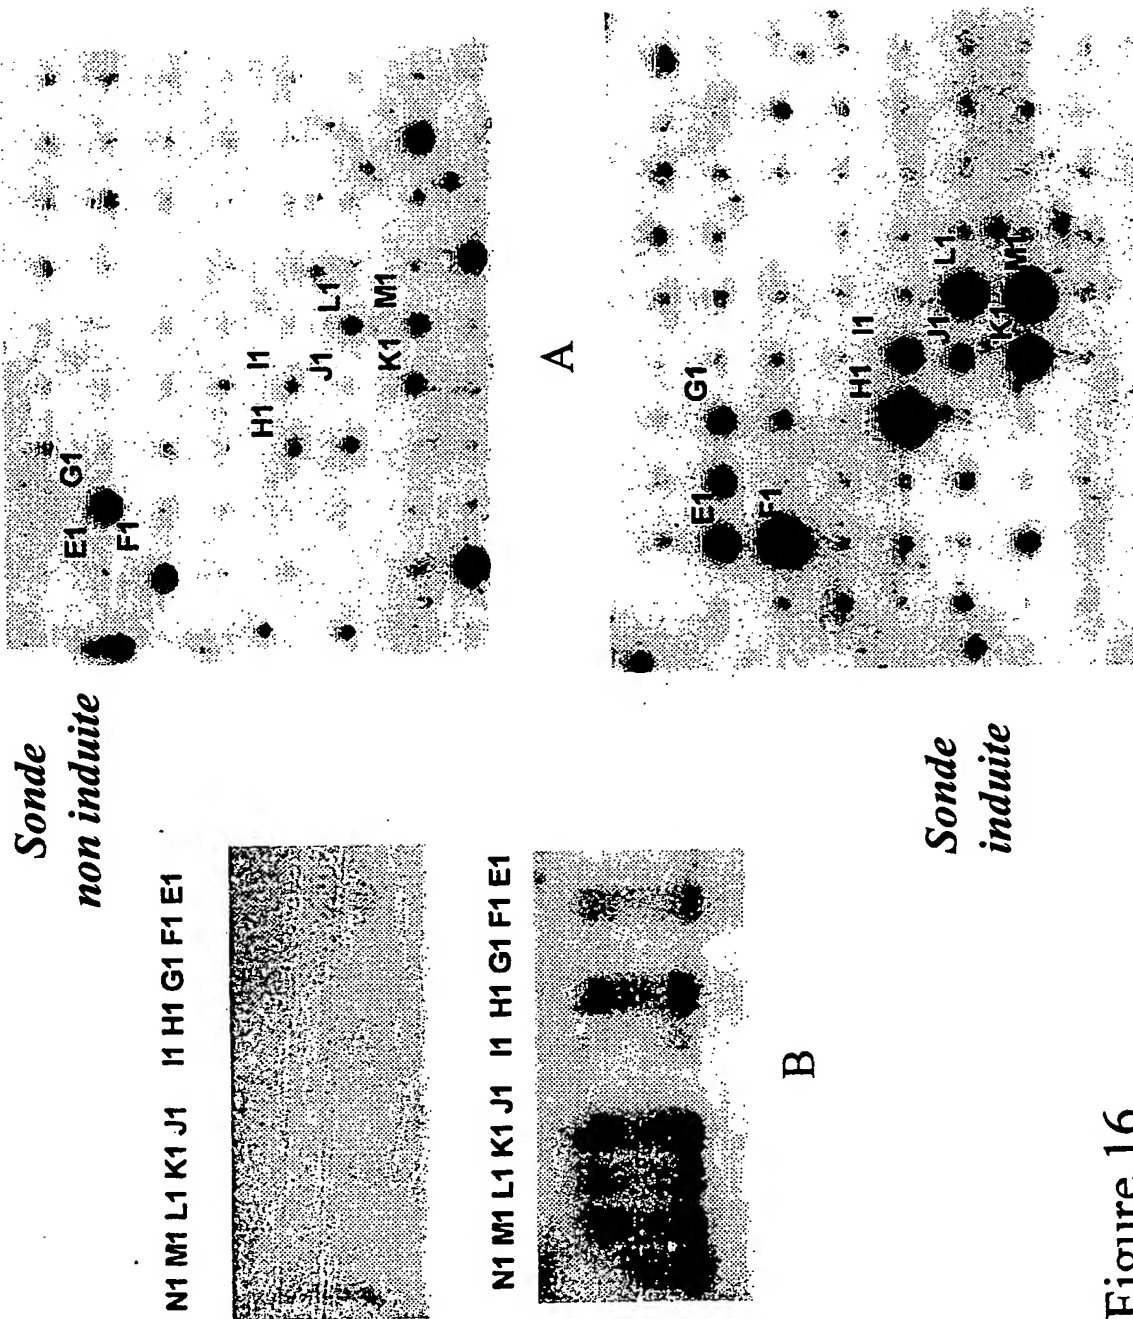 Sonde
non induite
E1 G1
F1
N1 M1 L1 K1 J1 I1 H1 G1 F1 E1
H1 I1
J1 L1
K1 M1
A
N1 M1 L1 K1 J1 I1 H1 G1 F1 E1
E1 G1
F1
B
H1 I1
Sonde
induite
J1 L1
K1 M1
Figure 16